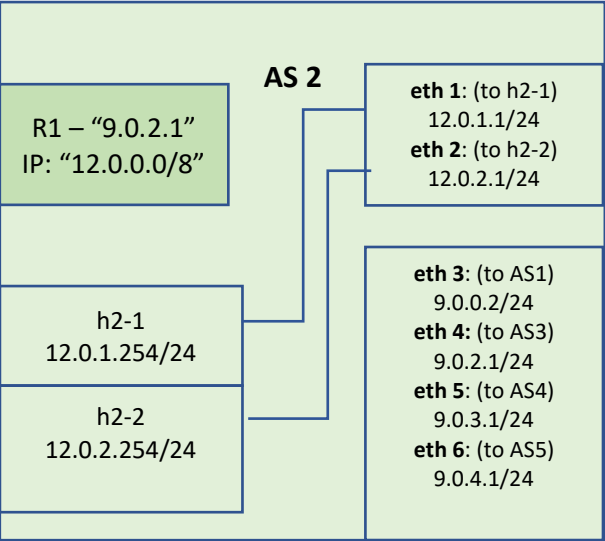 AS 2
R1 – “9.0.2.1”
IP: “12.0.0.0/8”
eth 1: (to h2-1)
12.0.1.1/24
eth 2: (to h2-2)
12.0.2.1/24
h2-1
12.0.1.254/24
h2-2
12.0.2.254/24
eth 3: (to AS1)
9.0.0.2/24
eth 4: (to AS3)
9.0.2.1/24
eth 5: (to AS4)
9.0.3.1/24
eth 6: (to AS5)
9.0.4.1/24